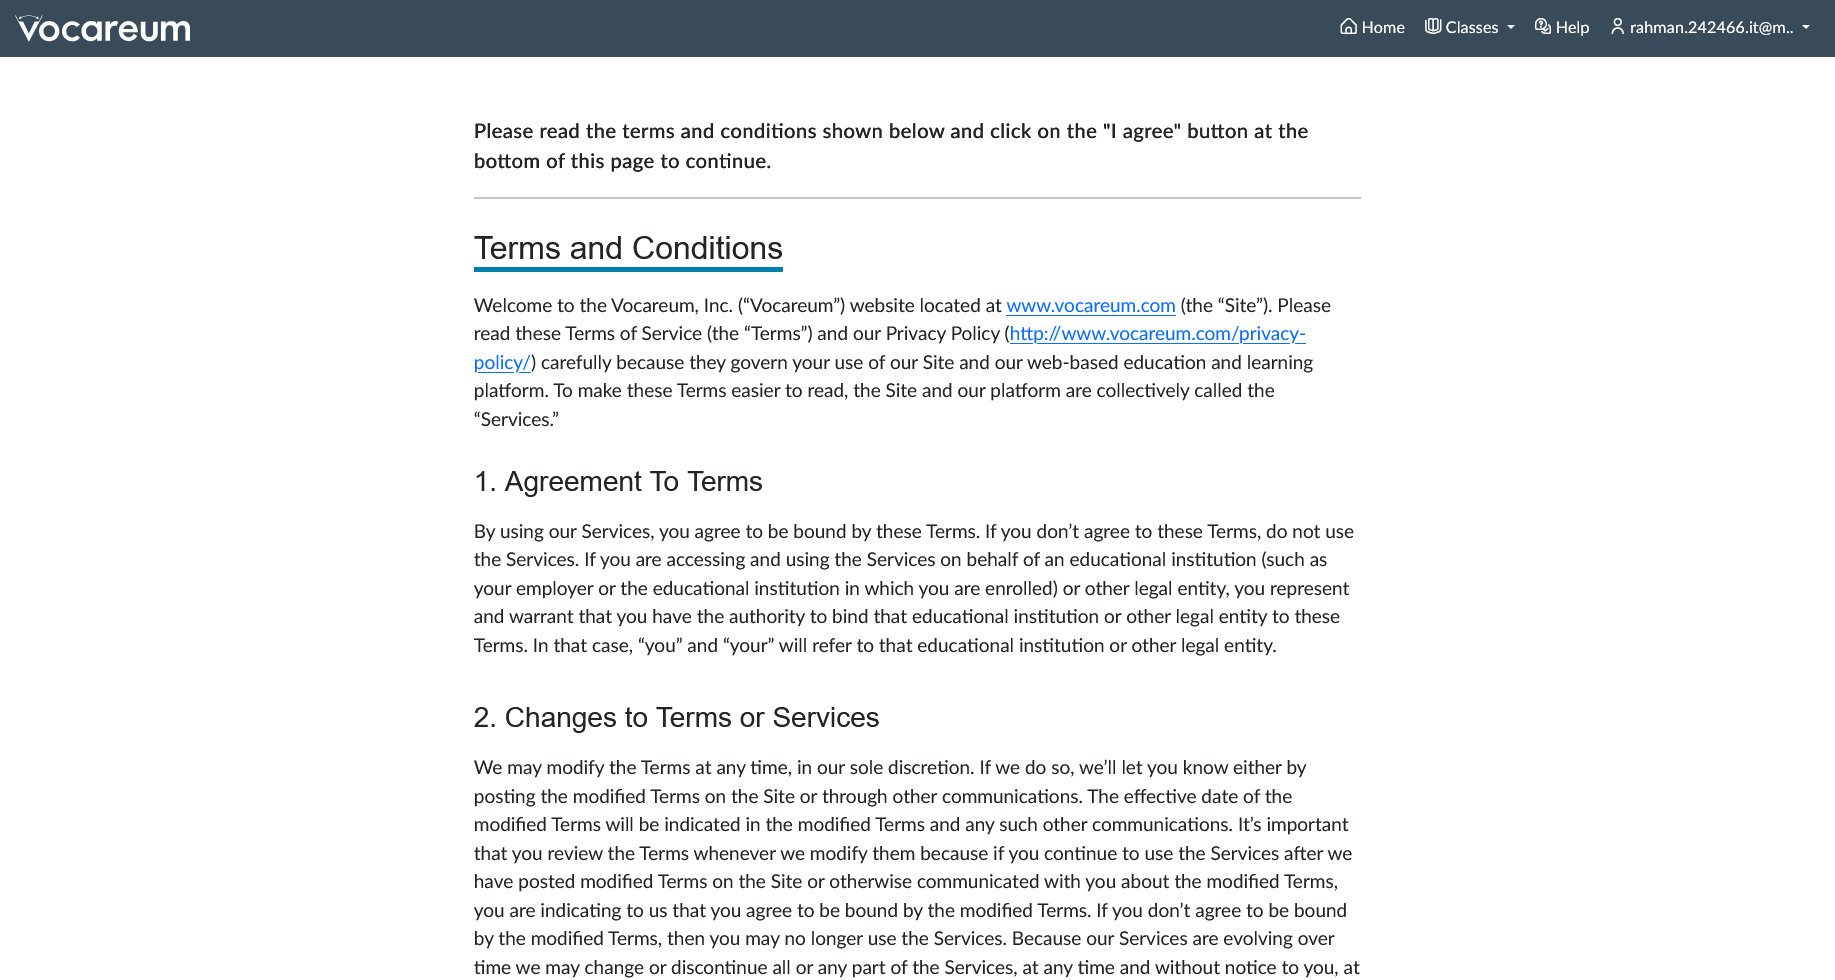 Vocareum
Home Classes Help rahman.242466.it@m..
Please read the terms and conditions shown below and click on the "I agree" button at the
bottom of this page to continue.
Terms and Conditions
Welcome to the Vocareum, Inc. (“Vocareum”) website located at www.vocareum.com (the “Site”). Please
read these Terms of Service (the “Terms”) and our Privacy Policy (http://www.vocareum.com/privacy-
policy/) carefully because they govern your use of our Site and our web-based education and learning
platform. To make these Terms easier to read, the Site and our platform are collectively called the
“Services.”
1. Agreement To Terms
By using our Services, you agree to be bound by these Terms. If you don’t agree to these Terms, do not use
the Services. If you are accessing and using the Services on behalf of an educational institution (such as
your employer or the educational institution in which you are enrolled) or other legal entity, you represent
and warrant that you have the authority to bind that educational institution or other legal entity to these
Terms. In that case, “you” and “your” will refer to that educational institution or other legal entity.
2. Changes to Terms or Services
We may modify the Terms at any time, in our sole discretion. If we do so, we’ll let you know either by
posting the modified Terms on the Site or through other communications. The effective date of the
modified Terms will be indicated in the modified Terms and any such other communications. It’s important
that you review the Terms whenever we modify them because if you continue to use the Services after we
have posted modified Terms on the Site or otherwise communicated with you about the modified Terms,
you are indicating to us that you agree to be bound by the modified Terms. If you don’t agree to be bound
by the modified Terms, then you may no longer use the Services. Because our Services are evolving over
time we may change or discontinue all or any part of the Services, at any time and without notice to you, at